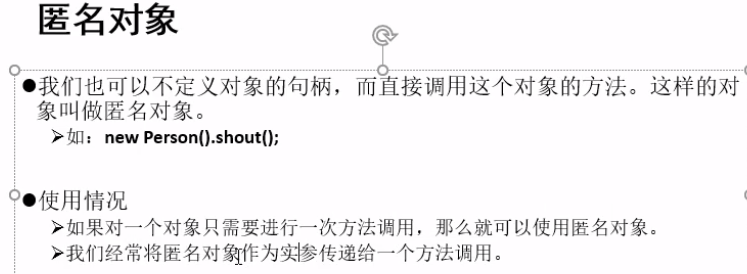 匿名对象
●我们也可以不定义对象的句柄，而直接调用这个对象的方法。这样的对
象叫做匿名对象。
➢如：new Person().shout();
●使用情况
➢如果对一个对象只需要进行一次方法调用，那么就可以使用匿名对象。
➢我们经常将匿名对象作为实参传递给一个方法调用。